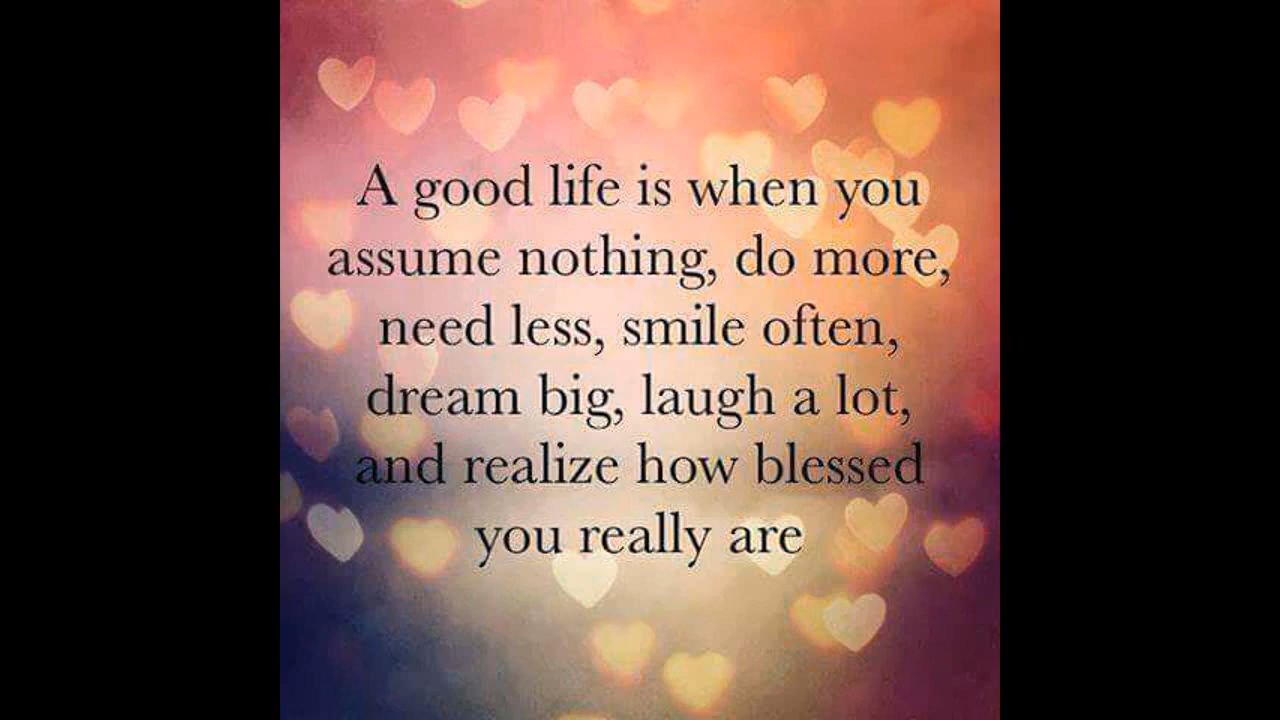 A good life is when you
assume nothing, do more,
need less, smile often,
dream big, laugh a lot,
and realize how blessed
you really are